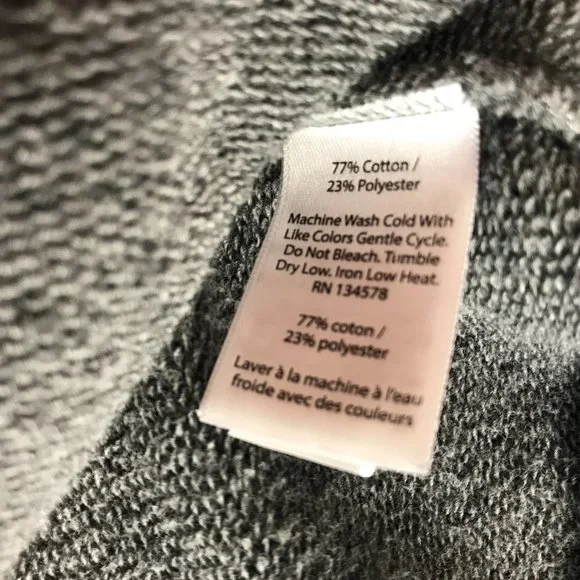 77% Cotton /
23% Polyester
Machine Wash Cold With
Like Colors Gentle Cycle.
Do Not Bleach. Tumble
Dry Low. Iron Low Heat.
RN 134578
77% coton /
23% polyester
Laver à la machine à l'eau
froide avec des couleurs